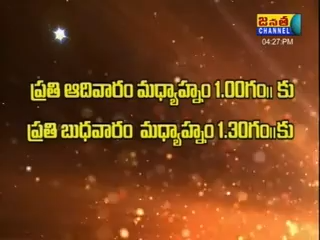 జనత
CHANNEL
04:27:PM
ప్రతి ఆదివారం మధ్యాహ్నం 1.00గం॥ కు
ప్రతి బుధవారం మధ్యాహ్నం 1.30గం॥కు